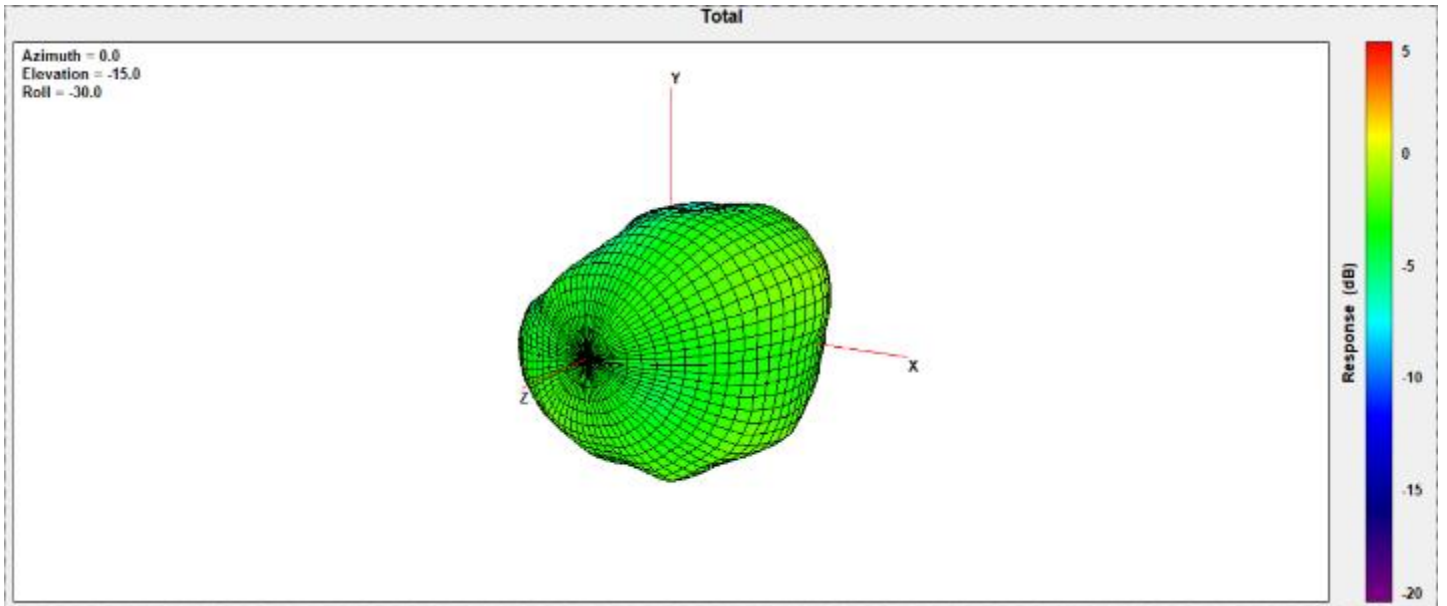 Total
Azimuth = 0.0
Elevation = -15.0
Roll = -30.0
Y
X
Z
5
0
-5
-10
-15
-20
Response (dB)